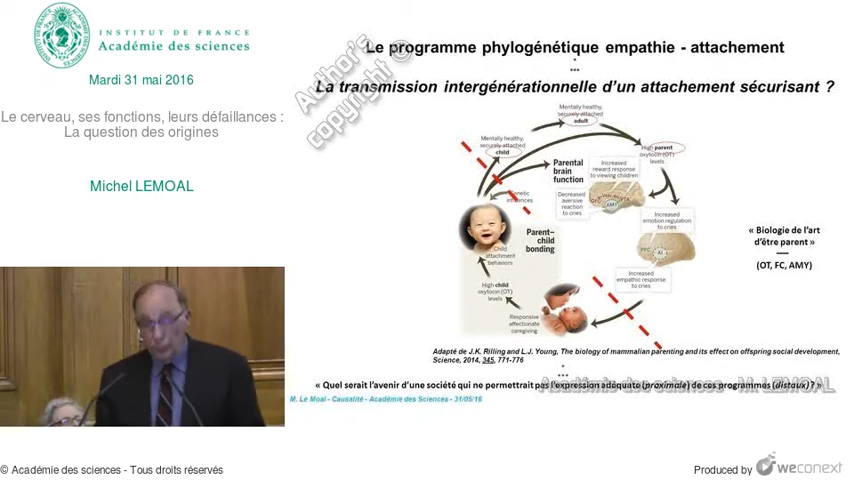 INSTITUT DE FRANCE
Académie des sciences
Mardi 31 mai 2016
Le cerveau, ses fonctions, leurs défaillances :
La question des origines
Michel LEMOAL
Le programme phylogénétique empathie - attachement
*
***
La transmission intergénérationnelle d’un attachement sécurisant ?
Author's
copyright ©
Mentally healthy,
securely attached
adult
Mentally healthy,
securely attached
child
High parent
oxytocin (OT)
levels
Parental
brain
function
Increased
reward response
to viewing children
Decreased
aversive
reaction
to cries
OFC
VTA
AMY
Increased
emotion regulation
to cries
PFC
AI
Increased
empathic response
to cries
Genetic
influences
Parent–
child
bonding
Child
attachment
behaviors
High child
oxytocin (OT)
levels
Responsive
affectionate
caregiving
« Biologie de l’art
d’être parent »
(OT, FC, AMY)
Adapté de J.K. Rilling and L.J. Young, The biology of mammalian parenting and its effect on offspring social development,
Science, 2014, 345, 771-776
*
***
« Quel serait l’avenir d’une société qui ne permettrait pas l’expression adéquate (proximale) de ces programmes (distaux) ? »
Académie des sciences - M. LEMOAL
M. Le Moal - Causalité - Académie des Sciences - 31/05/16
© Académie des sciences - Tous droits réservés
Produced by weconext